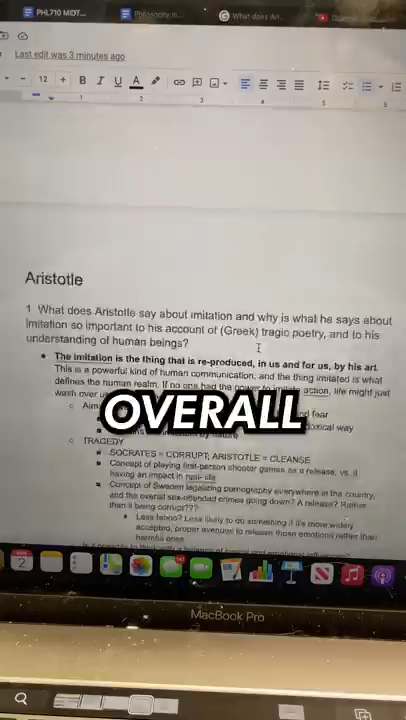 PHL710 MIDT...
Philosophy in
What does Ari
Last edit was 3 minutes ago
12
B I U A
1 2 3 4 5 6
Aristotle
1 What does Aristotle say about imitation and why is what he says about
imitation so important to his account of (Greek) tragic poetry, and to his
understanding of human beings?
The imitation is the thing that is re-produced, in us and for us, by his art.
This is a powerful kind of human communication, and the thing imitated is what
defines the human realm. If no one had the power to imitate action, life might just
wash over us
Aim and fear
OVERALL
by nature
TRAGEDY
SOCRATES = CORRUPT; ARISTOTLE = CLEANSE
Concept of playing first-person shooter games as a release, vs. it
having an impact in
Concept of Sweden legalizing pornography everywhere in the country,
and the overall sex-offended crimes going down? A release? Rather
than it being corrupt???
Less taboo? Less likely to do something if it's more widely
accepted, proper avenues to release those emotions rather than
harmful ones
2
MacBook Pro